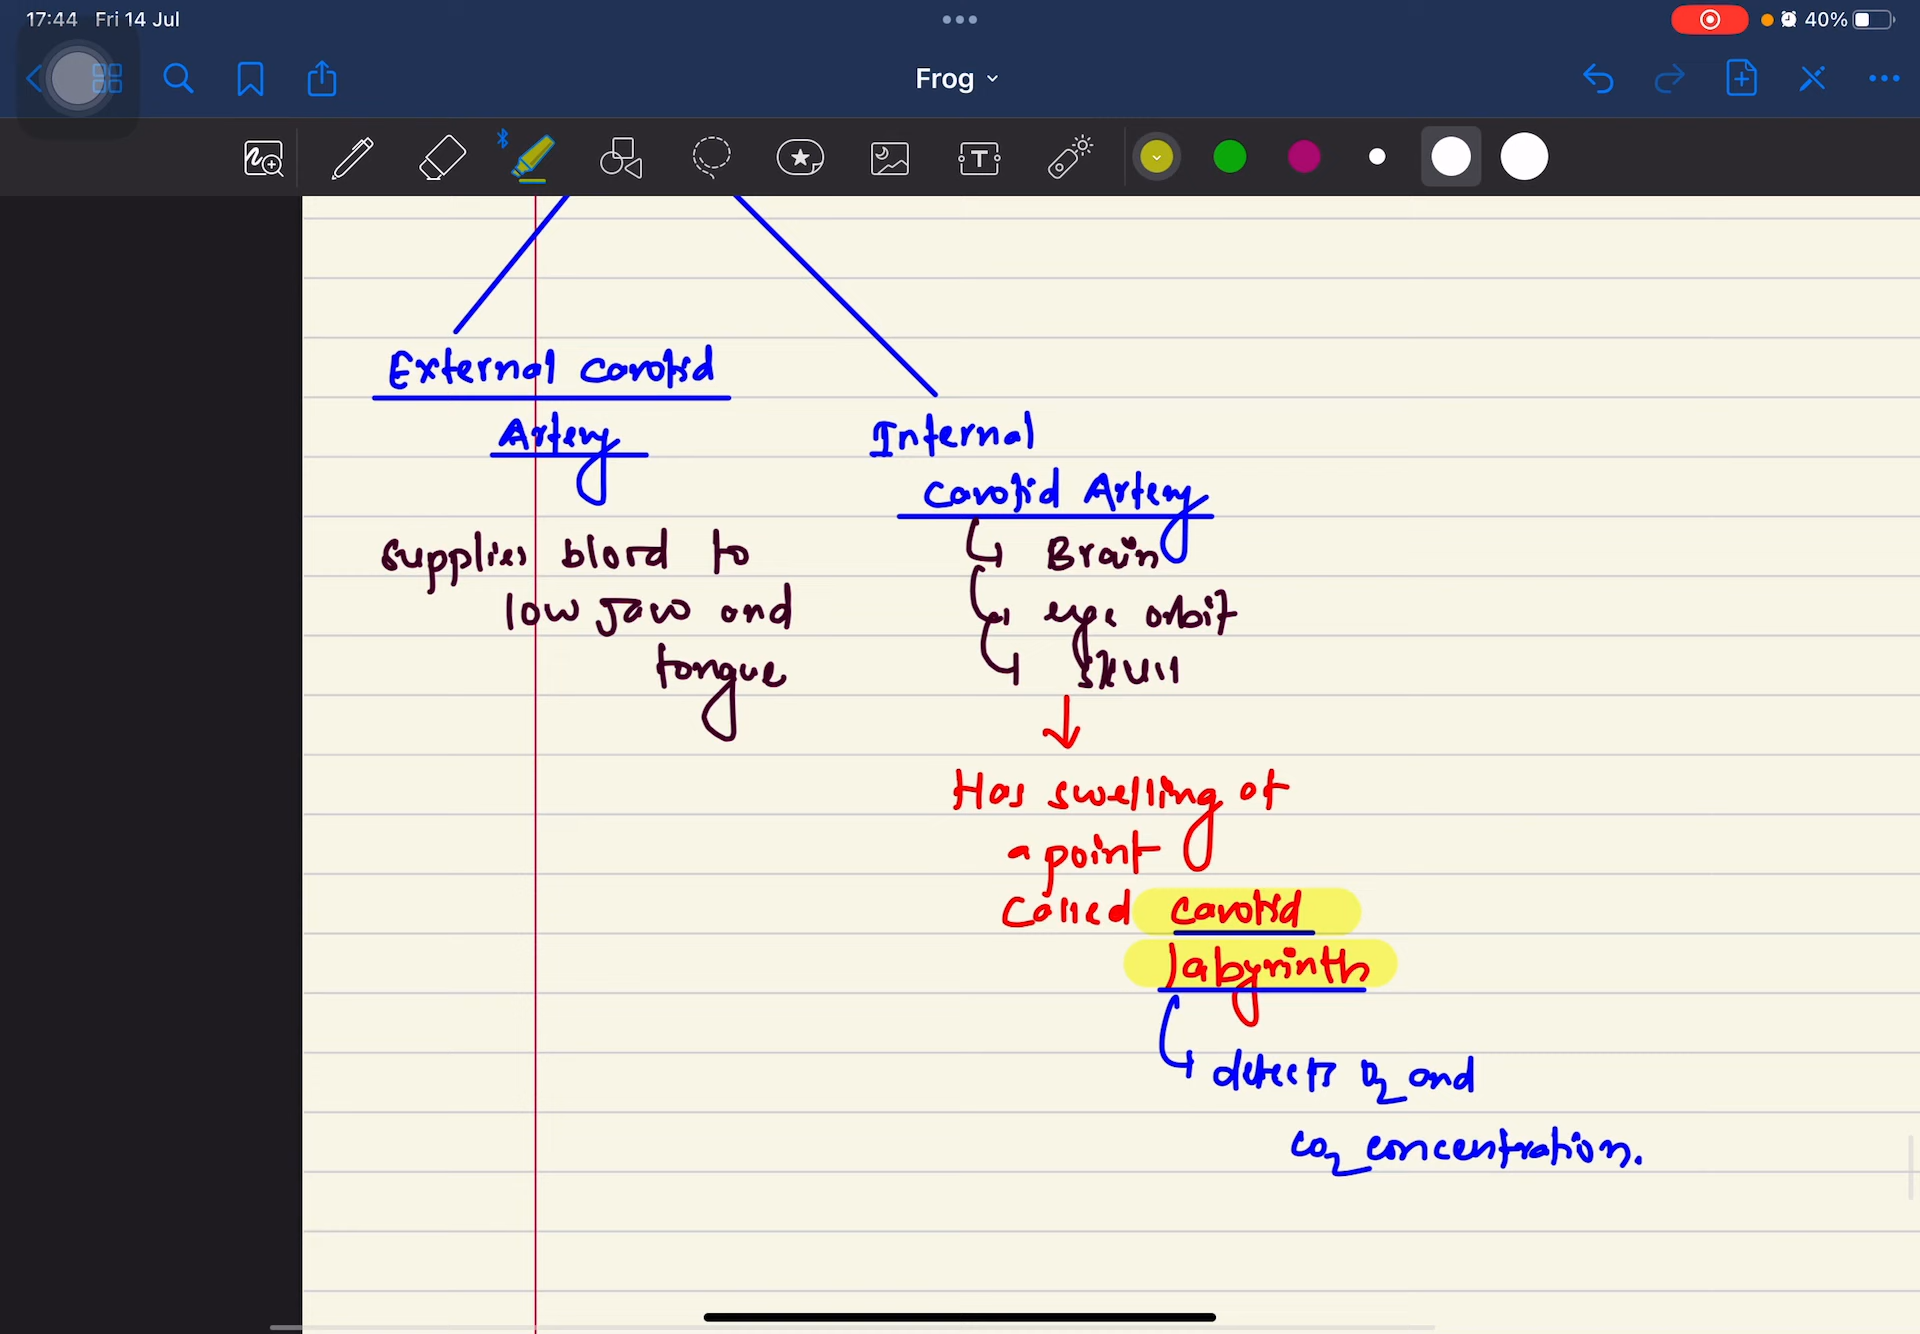 17:44 Fri 14 Jul
40%
Frog
T
External Carotid
Artery
supplies blood to
low jaw and
tongue
Internal
Carotid Artery
Brain
eye orbit
skull
Has swelling at
a point
Called carotid
labyrinth
detects O2 and
CO2 concentration.